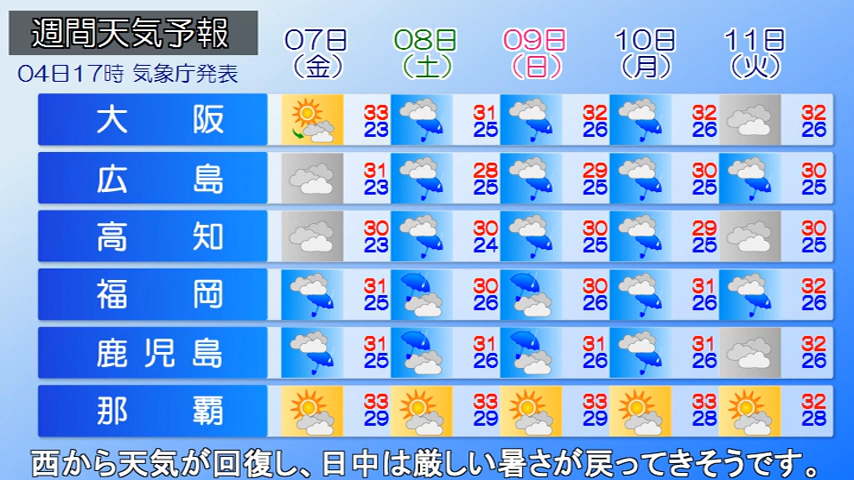 週間天気予報
04日17時 気象庁発表
07日 08日 09日 10日 11日
(金) (土) (日) (月) (火)
大阪 33 31 32 32 32
23 25 26 26 26
広島 31 28 29 30 30
23 25 25 25 25
高知 30 30 30 29 30
23 24 25 25 25
福岡 31 30 30 31 32
25 26 26 26 26
鹿児島 31 31 31 31 32
25 26 26 26 26
那覇 33 33 33 33 32
29 29 29 28 28
西から天気が回復し、日中は厳しい暑さが戻ってきそうです。